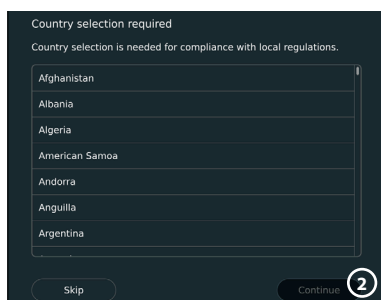 Country selection required
Country selection is needed for compliance with local regulations.
Afghanistan
Albania
Algeria
American Samoa
Andorra
Anguilla
Argentina
Skip
Continue
2